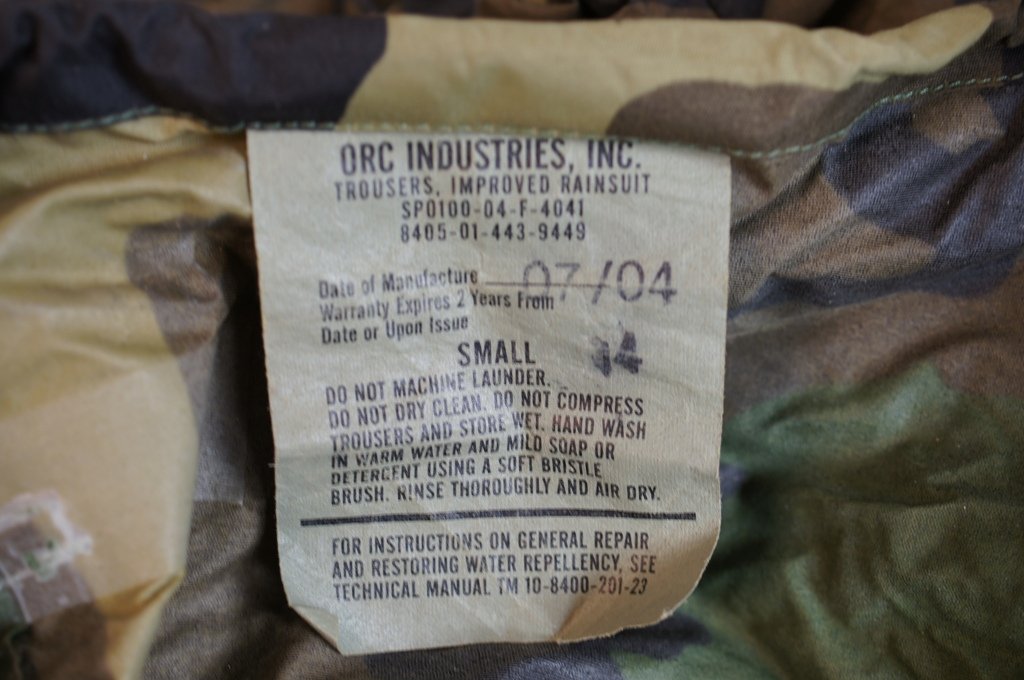 ORC INDUSTRIES, INC.
TROUSERS, IMPROVED RAINSUIT
SPO100-04-F-4041
8405-01-443-9449
Date of Manufacture 07/04
Warranty Expires 2 Years From
Date or Upon Issue
SMALL 14
DO NOT MACHINE LAUNDER.
DO NOT DRY CLEAN. DO NOT COMPRESS
TROUSERS AND STORE WET. HAND WASH
IN WARM WATER AND MILD SOAP OR
DETERGENT USING A SOFT BRISTLE
BRUSH. RINSE THOROUGHLY AND AIR DRY.
FOR INSTRUCTIONS ON GENERAL REPAIR
AND RESTORING WATER REPELLENCY, SEE
TECHNICAL MANUAL TM 10-8400-201-23